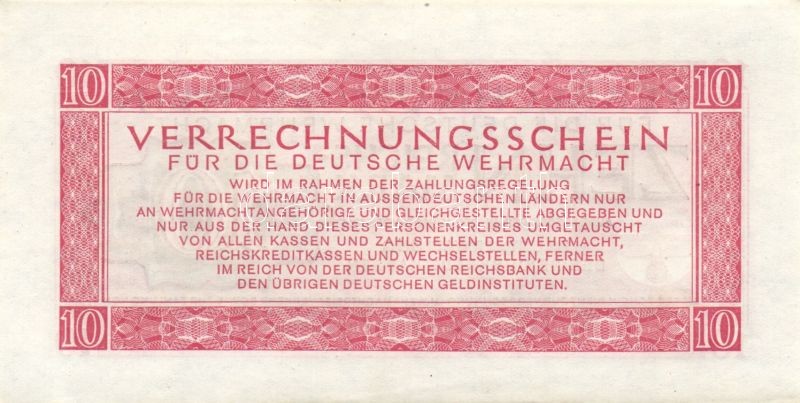 10 10
VERRECHNUNGSSCHEIN
FÜR DIE DEUTSCHE WEHRMACHT
WIRD IM RAHMEN DER ZAHLUNGSREGELUNG
FÜR DIE WEHRMACHT IN AUSSERDEUTSCHEN LÄNDERN NUR
AN WEHRMACHTANGEHÖRIGE UND GLEICHGESTELLTE ABGEGEBEN UND
NUR AUS DER HAND DIESES PERSONENKREISES UMGETAUSCHT
VON ALLEN KASSEN UND ZAHLSTELLEN DER WEHRMACHT,
REICHSKREDITKASSEN UND WECHSELSTELLEN, FERNER
IM REICH VON DER DEUTSCHEN REICHSBANK UND
DEN ÜBRIGEN DEUTSCHEN GELDINSTITUTEN.
10 10